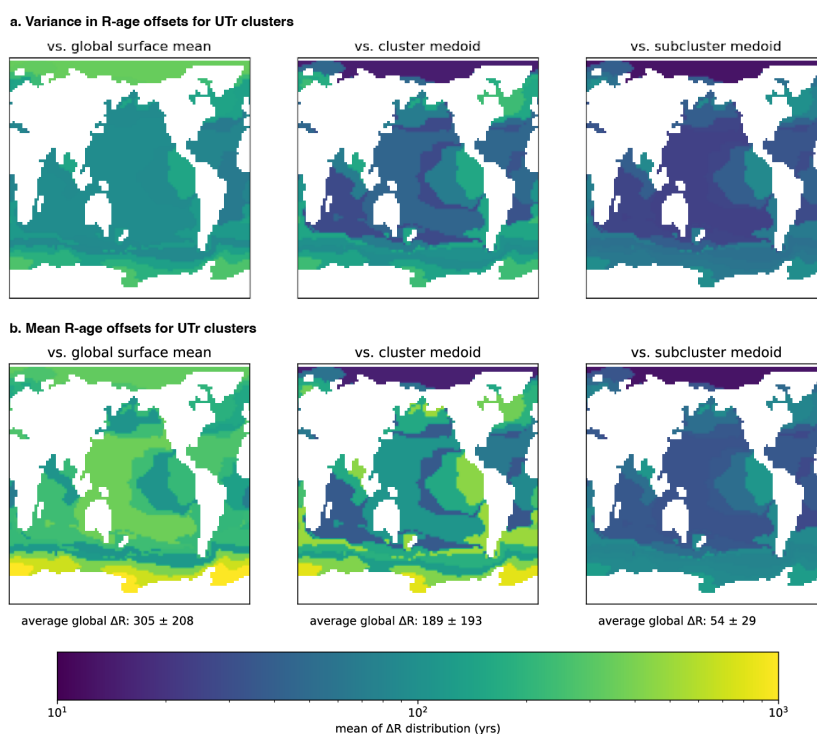 a. Variance in R-age offsets for UTr clusters
vs. global surface mean
vs. cluster medoid
vs. subcluster medoid
b. Mean R-age offsets for UTr clusters
vs. global surface mean
vs. cluster medoid
vs. subcluster medoid
average global ΔR: 305 ± 208
average global ΔR: 189 ± 193
average global ΔR: 54 ± 29
10¹
10²
10³
mean of ΔR distribution (yrs)